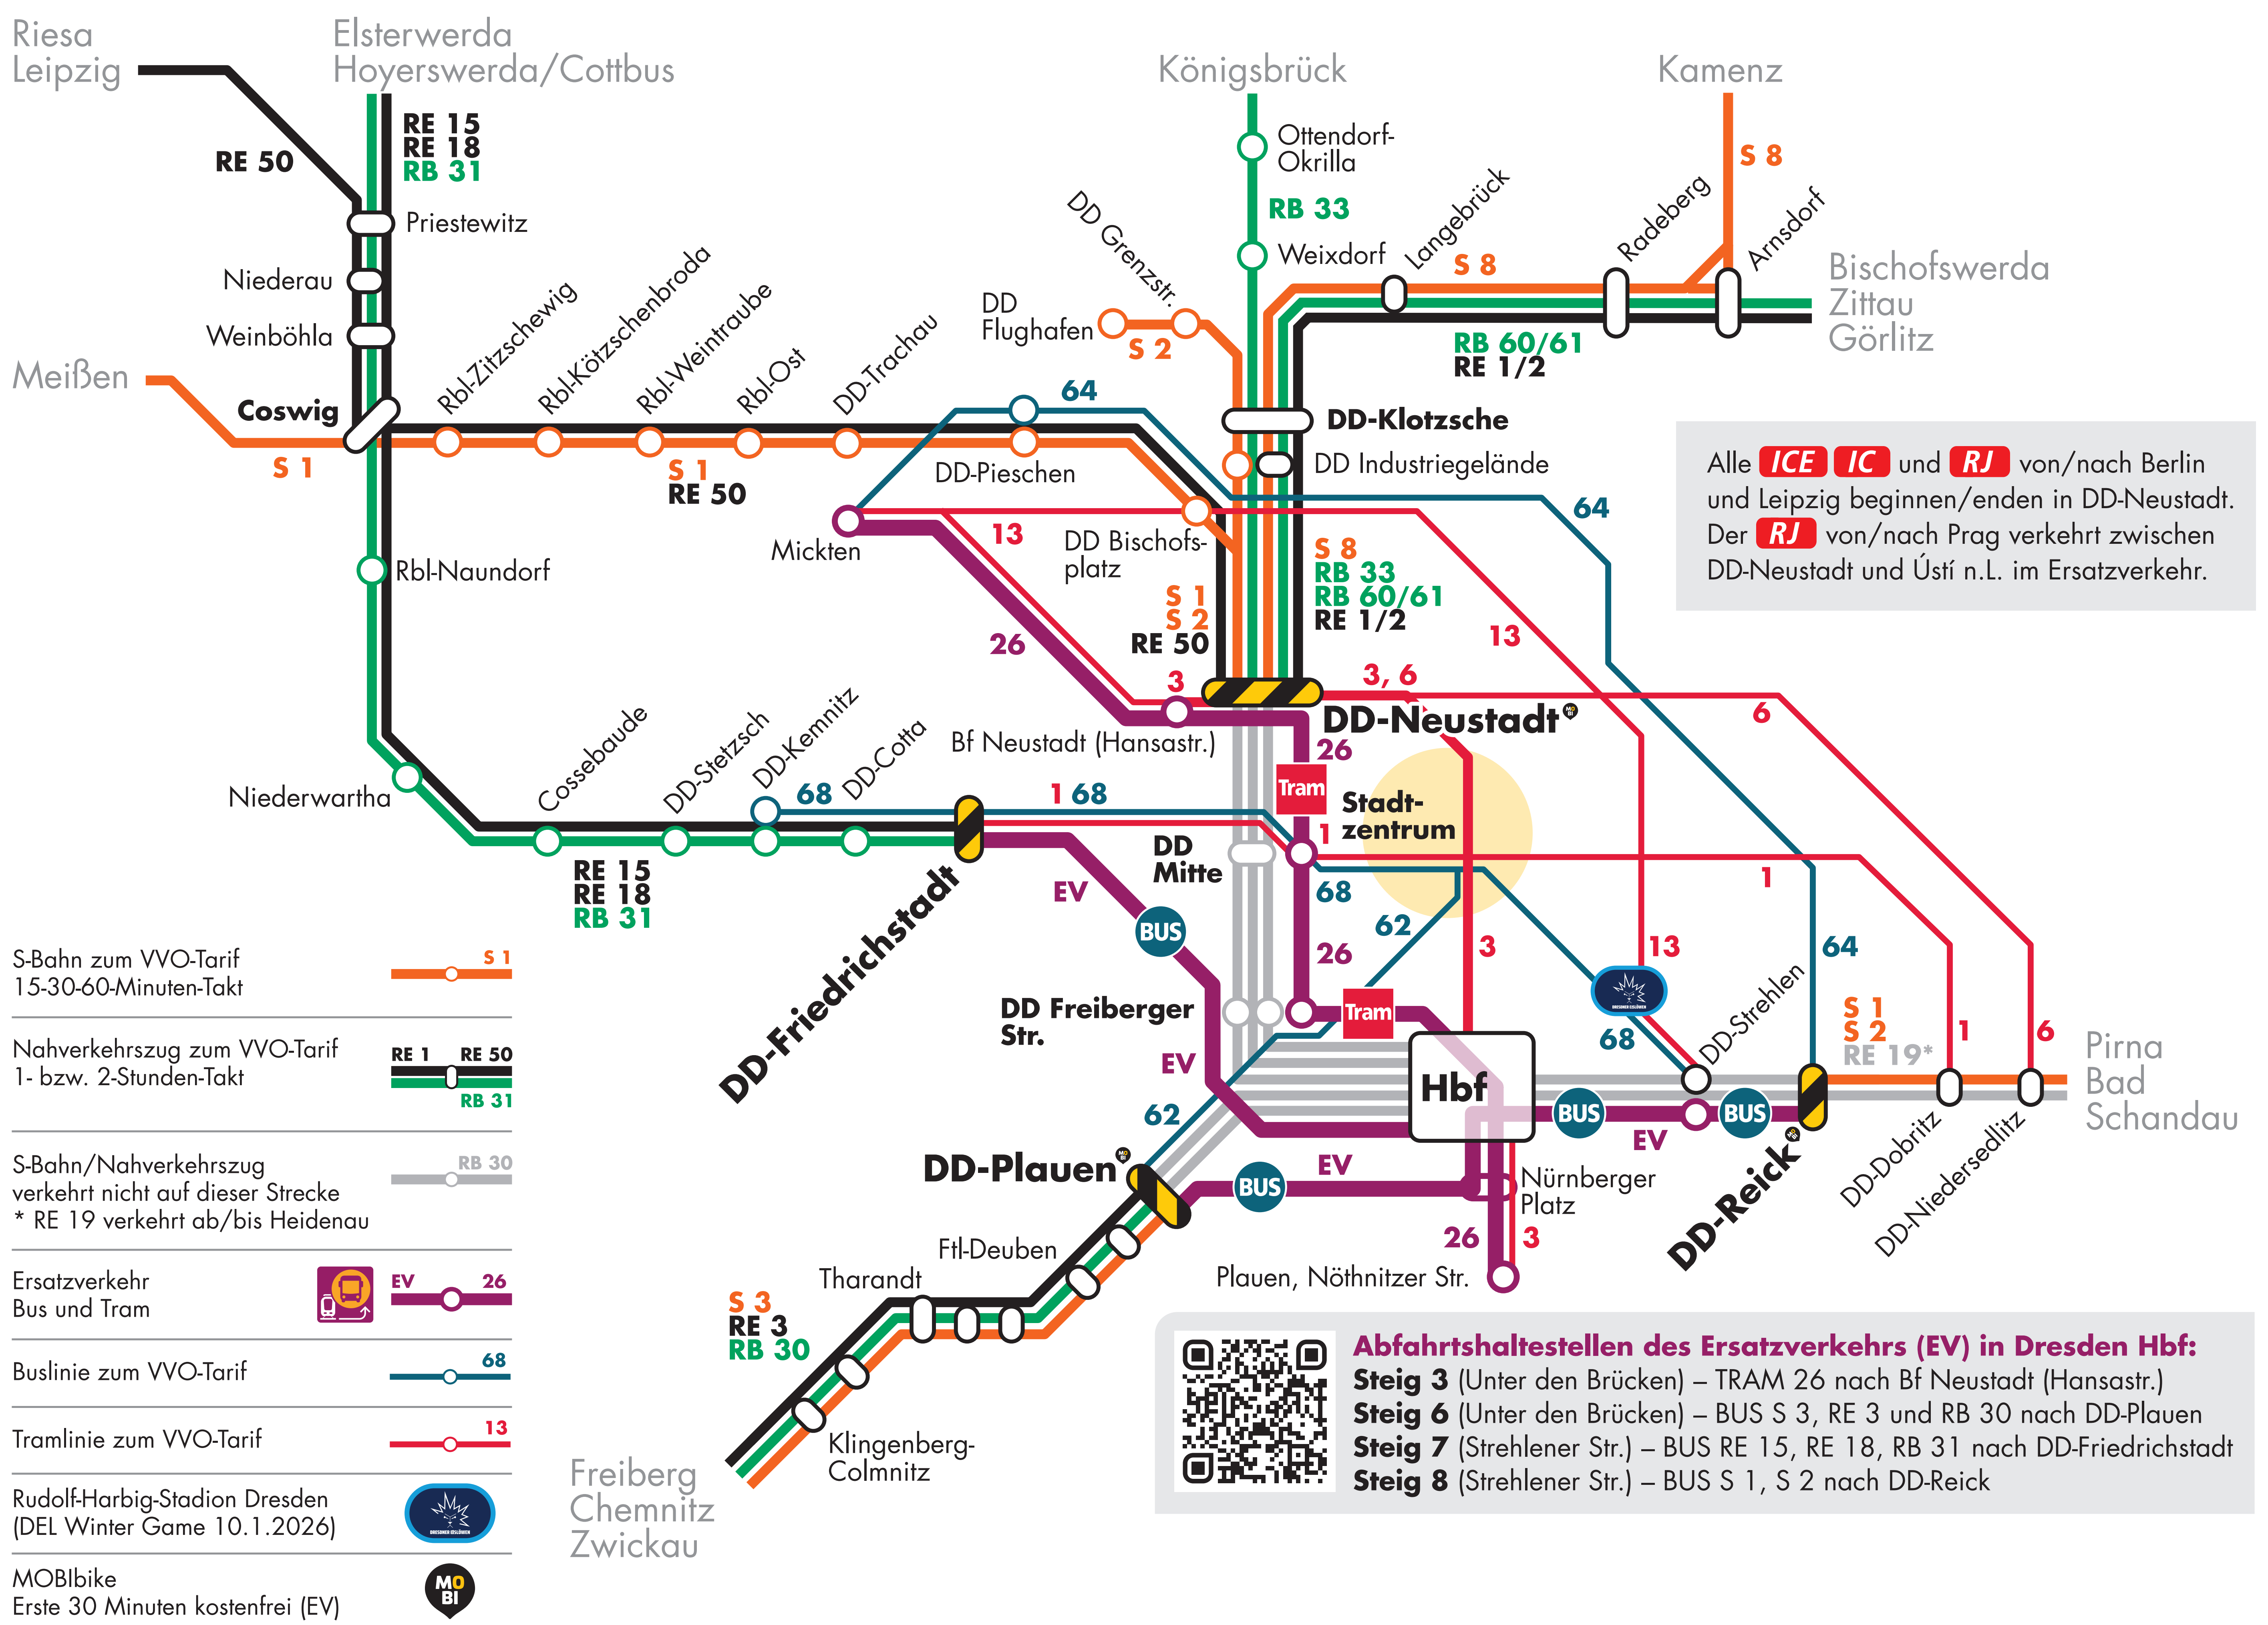 Riesa
Leipzig
Elsterwerda
Hoyerswerda/Cottbus
Königsbrück
Kamenz
RE 50
RE 15
RE 18
RB 31
Priestewitz
Niederau
Weinböhla
Meißen
Coswig
S 1
Rbl-Zitzschewig
Rbl-Kötzschenbroda
Rbl-Weintraube
Rbl-Ost
DD-Trachau
S 1
RE 50
DD-Pieschen
64
DD Grenzstr.
DD
Flughafen
S 2
Ottendorf-
Okrilla
RB 33
Weixdorf
Langebrück
S 8
Radeberg
Arnsdorf
S 8
RB 60/61
RE 1/2
Bischofswerda
Zittau
Görlitz
DD-Klotzsche
DD Industriegelände
Alle ICE IC und RJ von/nach Berlin
und Leipzig beginnen/enden in DD-Neustadt.
Der RJ von/nach Prag verkehrt zwischen
DD-Neustadt und Ústí n.L. im Ersatzverkehr.
64
Mickten
13
DD Bischofs-
platz
S 8
RB 33
RB 60/61
RE 1/2
S 1
S 2
RE 50
26
13
Rbl-Naundorf
3
3, 6
6
DD-Neustadt
MOBI
Bf Neustadt (Hansastr.)
26
Tram
Stadt-
zentrum
1
Niederwartha
Cossebaude
DD-Stetzsch
DD-Kemnitz
DD-Cotta
68
1 68
RE 15
RE 18
RB 31
DD-Friedrichstadt
EV
BUS
DD
Mitte
68
62
26
3
1
13
64
DRESDNER EISLÖWEN
68
DD-Strehlen
S 1
S 2
RE 19*
1
6
Pirna
Bad
Schandau
DD Freiberger
Str.
Tram
EV
Hbf
62
BUS
BUS
EV
DD-Plauen
MOBI
BUS
EV
Nürnberger
Platz
DD-Reick
MOBI
DD-Dobritz
DD-Niedersedlitz
26
3
Plauen, Nöthnitzer Str.
Ftl-Deuben
Tharandt
S 3
RE 3
RB 30
Klingenberg-
Colmnitz
Freiberg
Chemnitz
Zwickau
S-Bahn zum VVO-Tarif
15-30-60-Minuten-Takt
S 1
Nahverkehrszug zum VVO-Tarif
1- bzw. 2-Stunden-Takt
RE 1 RE 50
RB 31
S-Bahn/Nahverkehrszug
verkehrt nicht auf dieser Strecke
* RE 19 verkehrt ab/bis Heidenau
RB 30
Ersatzverkehr
Bus und Tram
EV 26
Buslinie zum VVO-Tarif
68
Tramlinie zum VVO-Tarif
13
Rudolf-Harbig-Stadion Dresden
(DEL Winter Game 10.1.2026)
DRESDNER EISLÖWEN
MOBIbike
Erste 30 Minuten kostenfrei (EV)
MO
BI
Abfahrtshaltestellen des Ersatzverkehrs (EV) in Dresden Hbf:
Steig 3 (Unter den Brücken) – TRAM 26 nach Bf Neustadt (Hansastr.)
Steig 6 (Unter den Brücken) – BUS S 3, RE 3 und RB 30 nach DD-Plauen
Steig 7 (Strehlener Str.) – BUS RE 15, RE 18, RB 31 nach DD-Friedrichstadt
Steig 8 (Strehlener Str.) – BUS S 1, S 2 nach DD-Reick